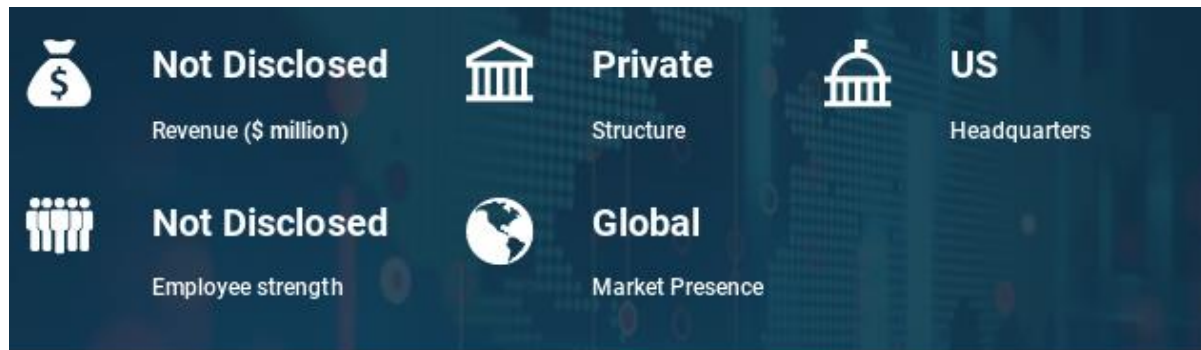 Not Disclosed
Revenue ($ million)
Private
Structure
US
Headquarters
Not Disclosed
Employee strength
Global
Market Presence